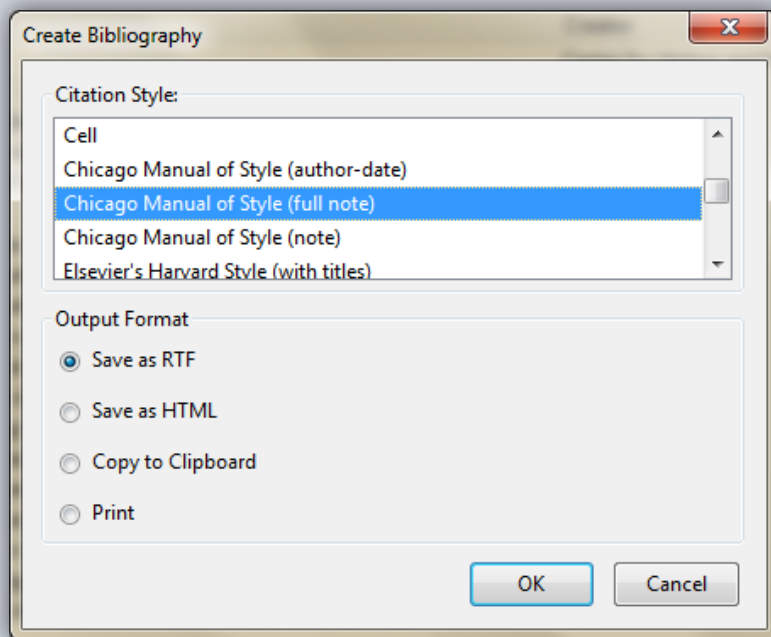 Create Bibliography
Citation Style:
Cell
Chicago Manual of Style (author-date)
Chicago Manual of Style (full note)
Chicago Manual of Style (note)
Elsevier's Harvard Style (with titles)
Output Format
Save as RTF
Save as HTML
Copy to Clipboard
Print
OK
Cancel